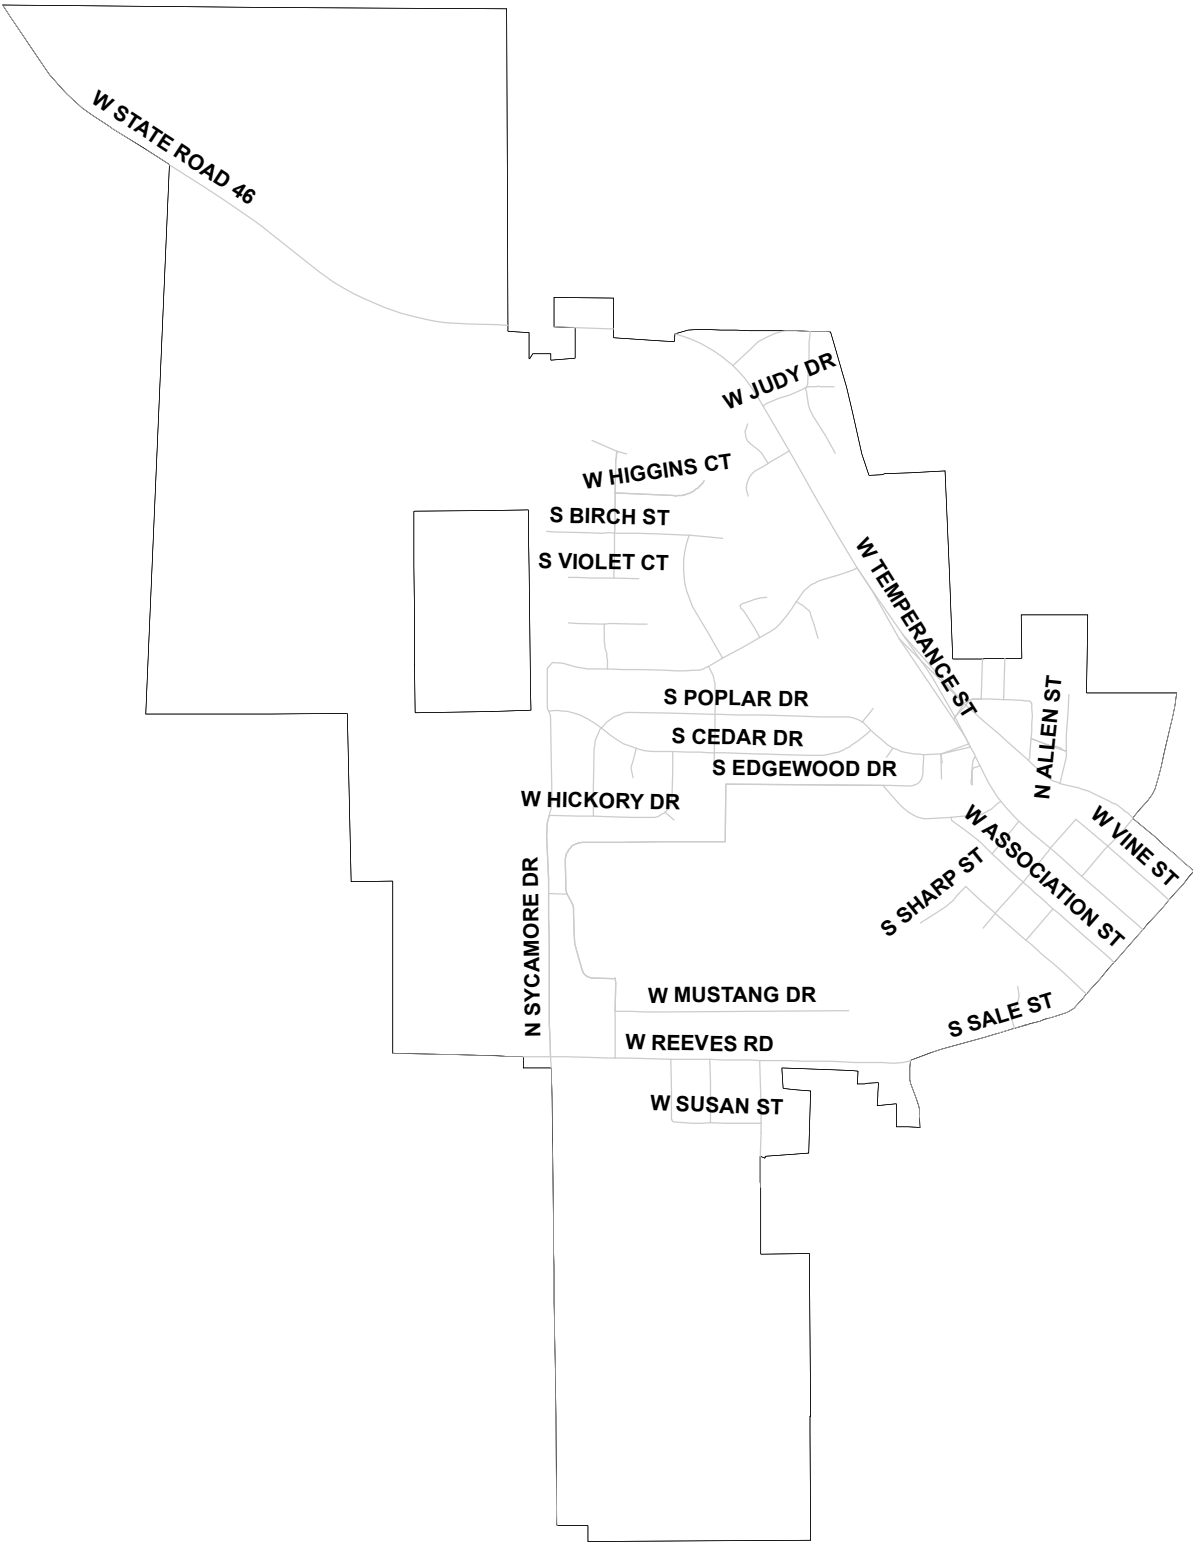 W STATE ROAD 46
W JUDY DR
W HIGGINS CT
S BIRCH ST
S VIOLET CT
W TEMPERANCE ST
S POPLAR DR
N ALLEN ST
S CEDAR DR
S EDGEWOOD DR
W HICKORY DR
W VINE ST
W ASSOCIATION ST
S SHARP ST
N SYCAMORE DR
W MUSTANG DR
S SALE ST
W REEVES RD
W SUSAN ST